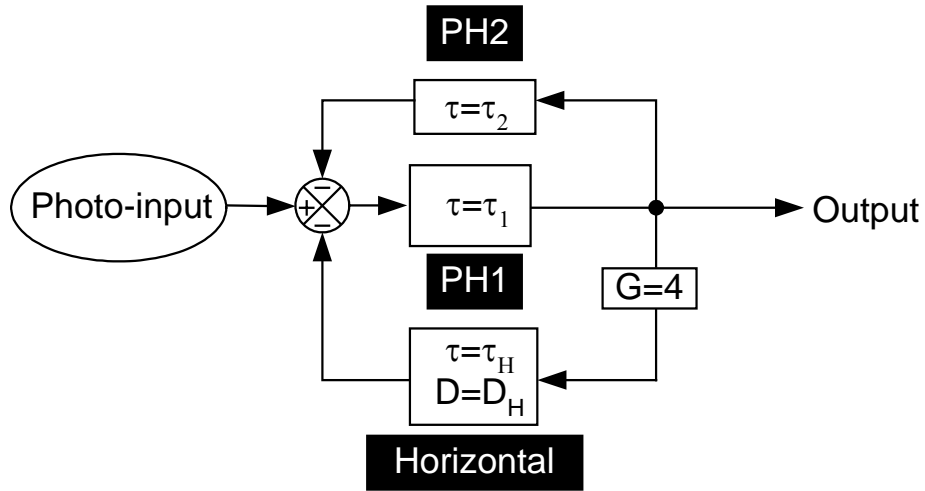 PH2
τ=τ2
Photo-input
+
−
−
τ=τ1
Output
PH1
G=4
τ=τH
D=DH
Horizontal